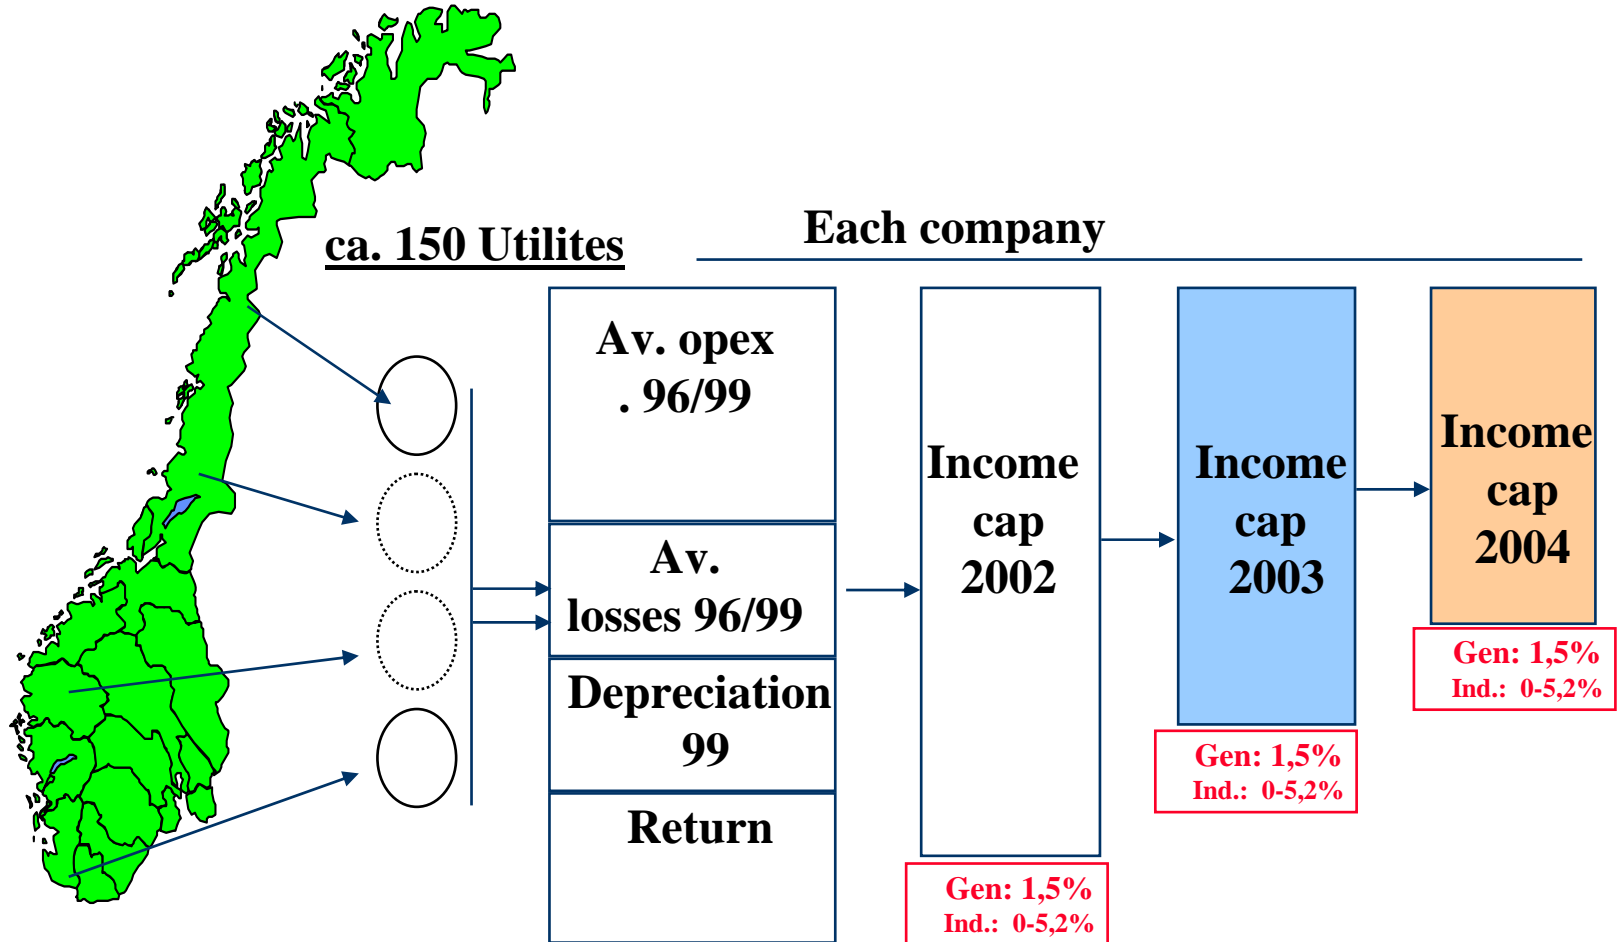 ca. 150 Utilites
Each company
Av. opex
. 96/99
Av.
losses 96/99
Depreciation
99
Return
Income
cap
2002
Gen: 1,5%
Ind.: 0-5,2%
Income
cap
2003
Gen: 1,5%
Ind.: 0-5,2%
Income
cap
2004
Gen: 1,5%
Ind.: 0-5,2%